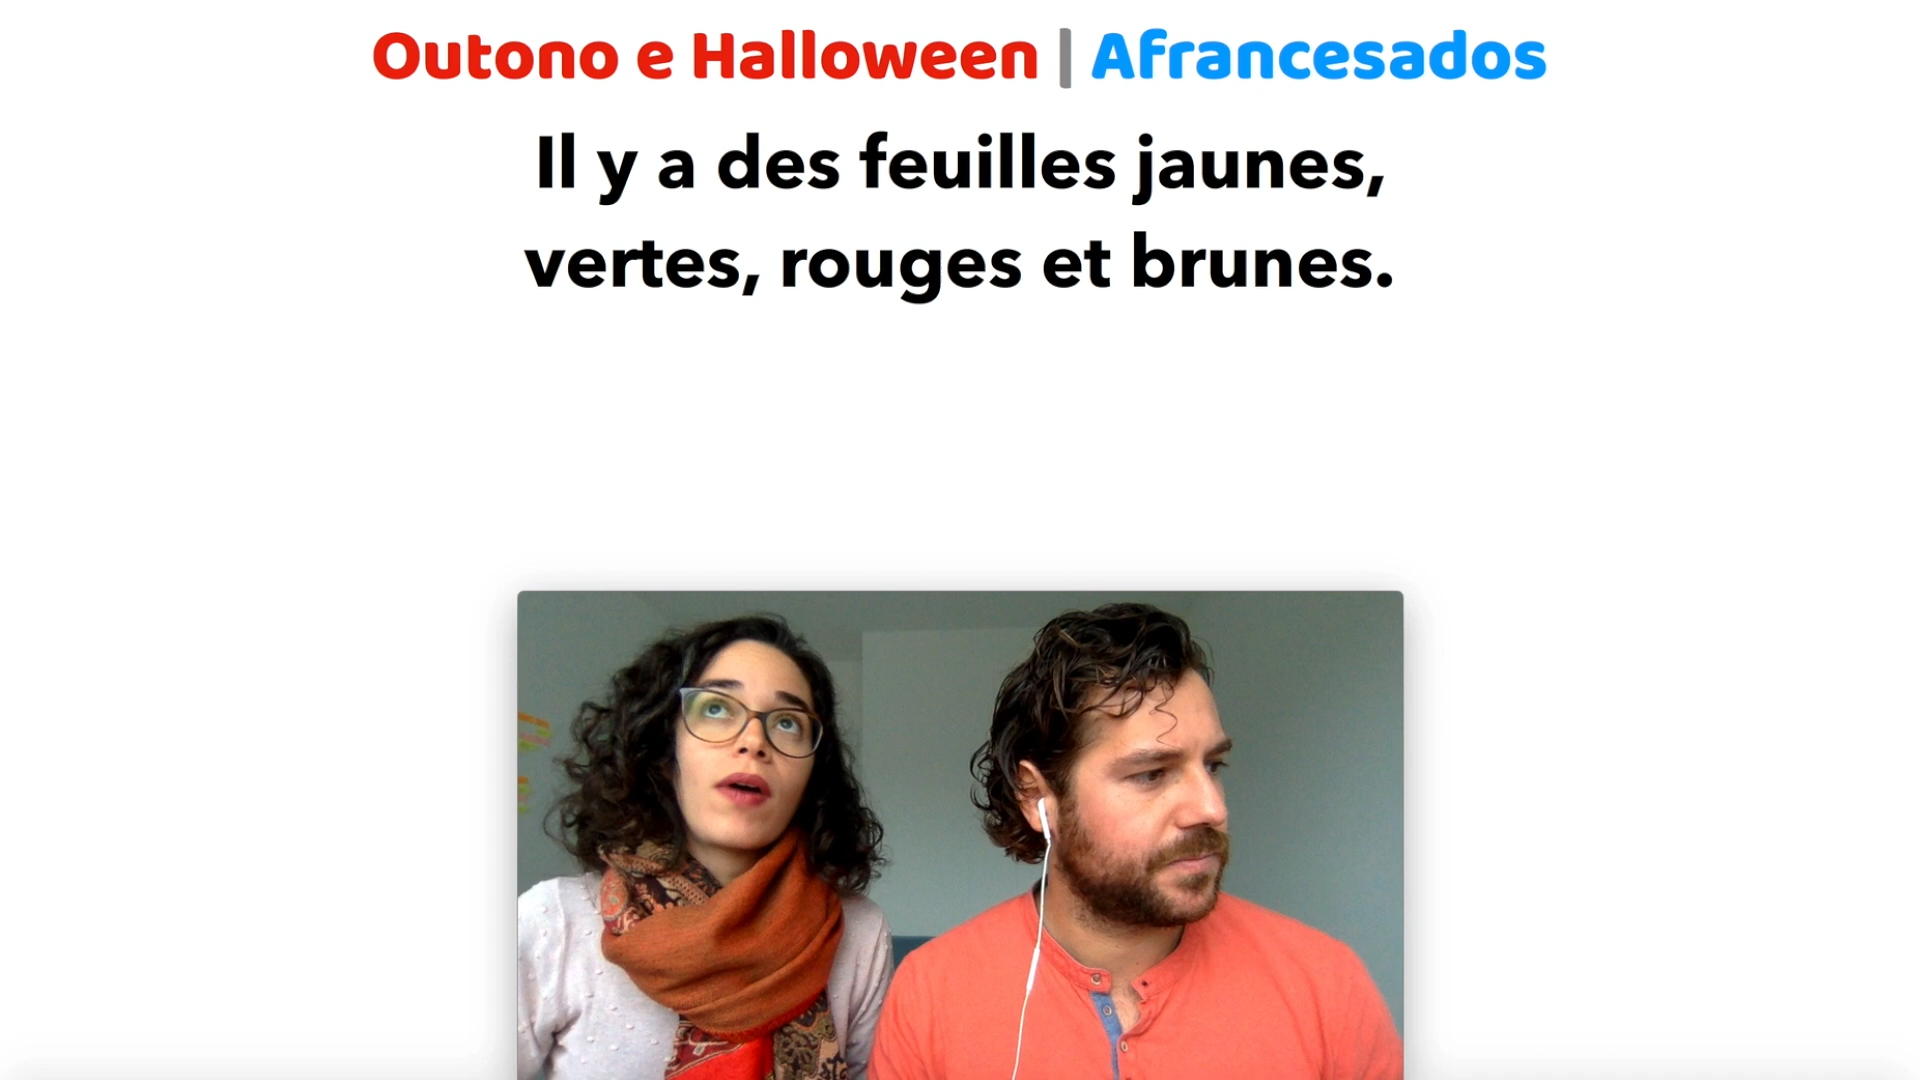 Outono e Halloween | Afrancesados
Il y a des feuilles jaunes,
vertes, rouges et brunes.